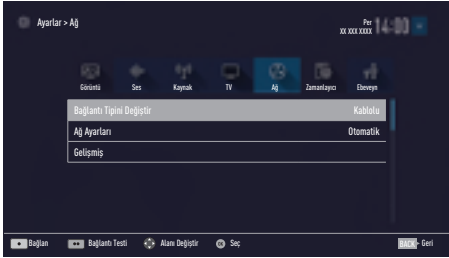 Ayarlar > Ağ
Per
XX XXX XXXX
14:00
Görüntü Ses Kaynak TV Ağ Zamanlayıcı Ebeveyn
Bağlantı Tipini Değiştir Kablolu
Ağ Ayarları Otomatik
Gelişmiş
Bağlan Bağlantı Testi Alanı Değiştir OK Seç BACK Geri